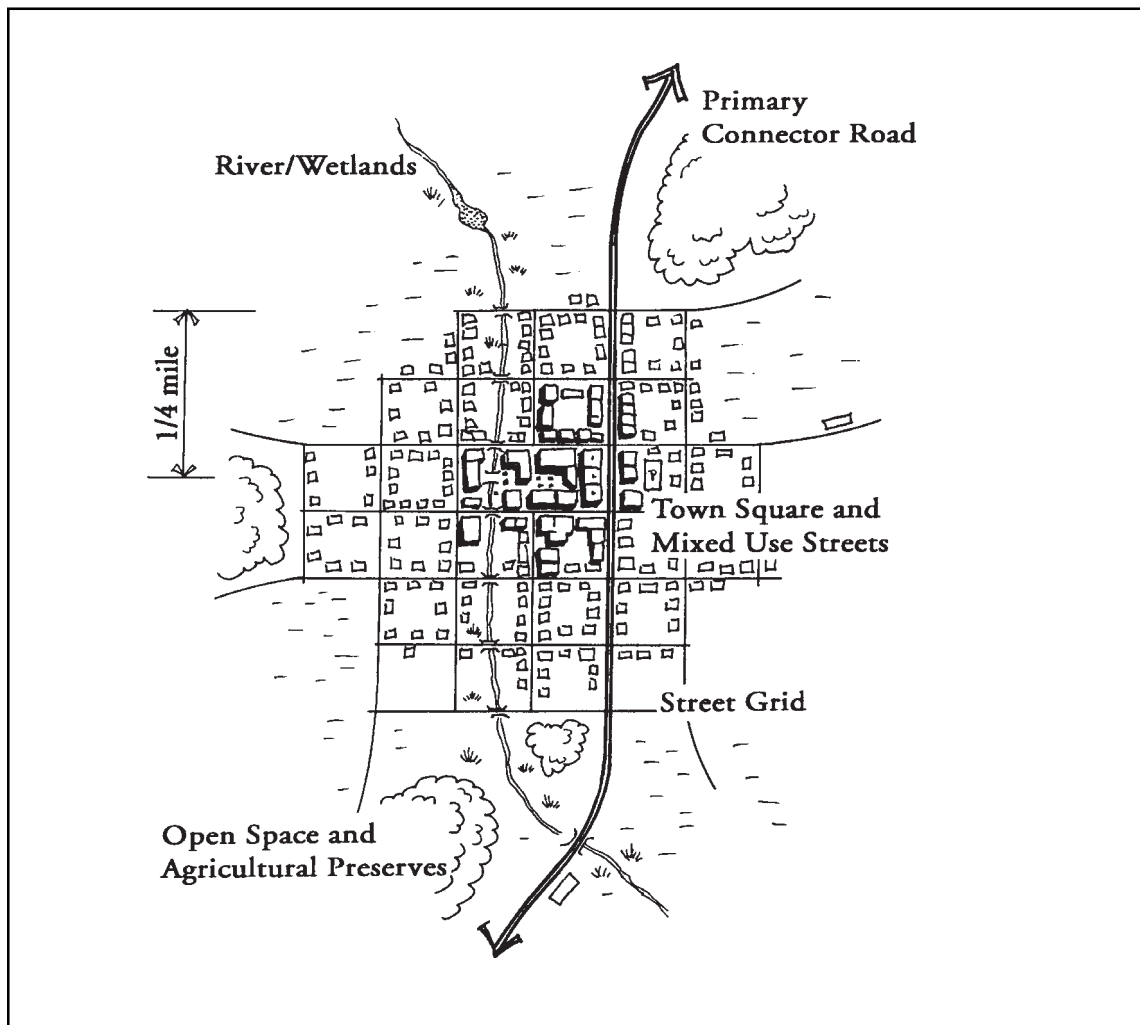 Primary
Connector Road
River/Wetlands
1/4 mile
P
Town Square and
Mixed Use Streets
Street Grid
Open Space and
Agricultural Preserves